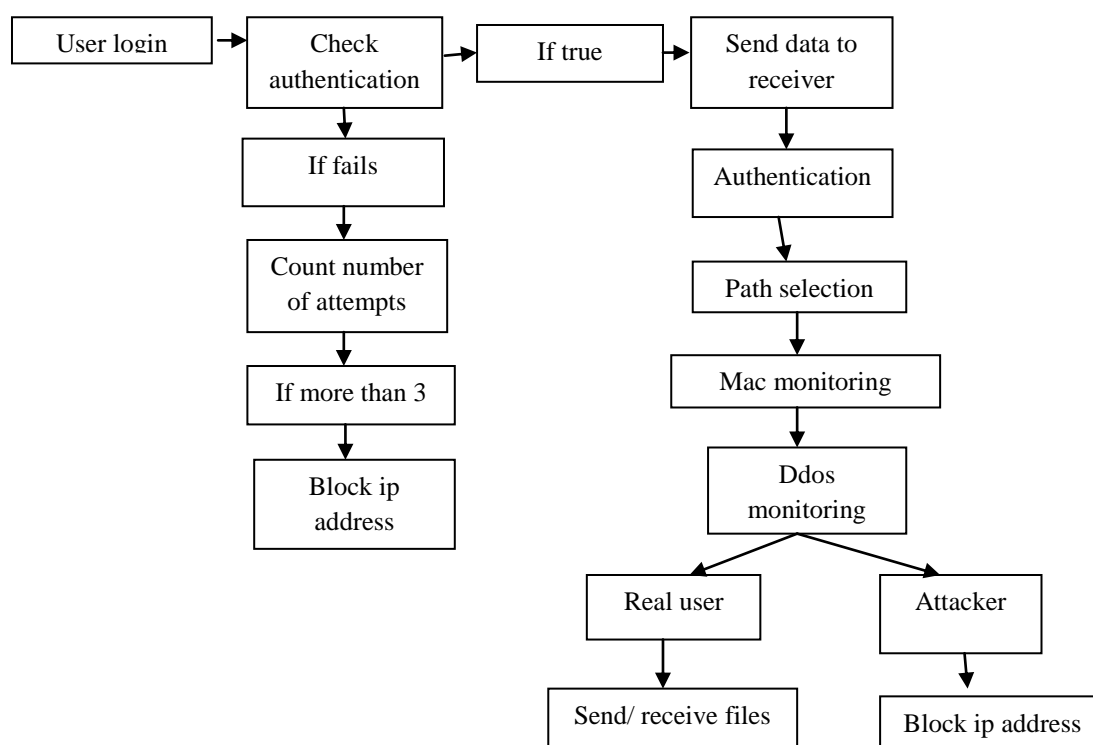 User login
Check
authentication
If true
Send data to
receiver
If fails
Authentication
Count number
of attempts
Path selection
If more than 3
Mac monitoring
Block ip
address
Ddos
monitoring
Real user
Attacker
Send/ receive files
Block ip address